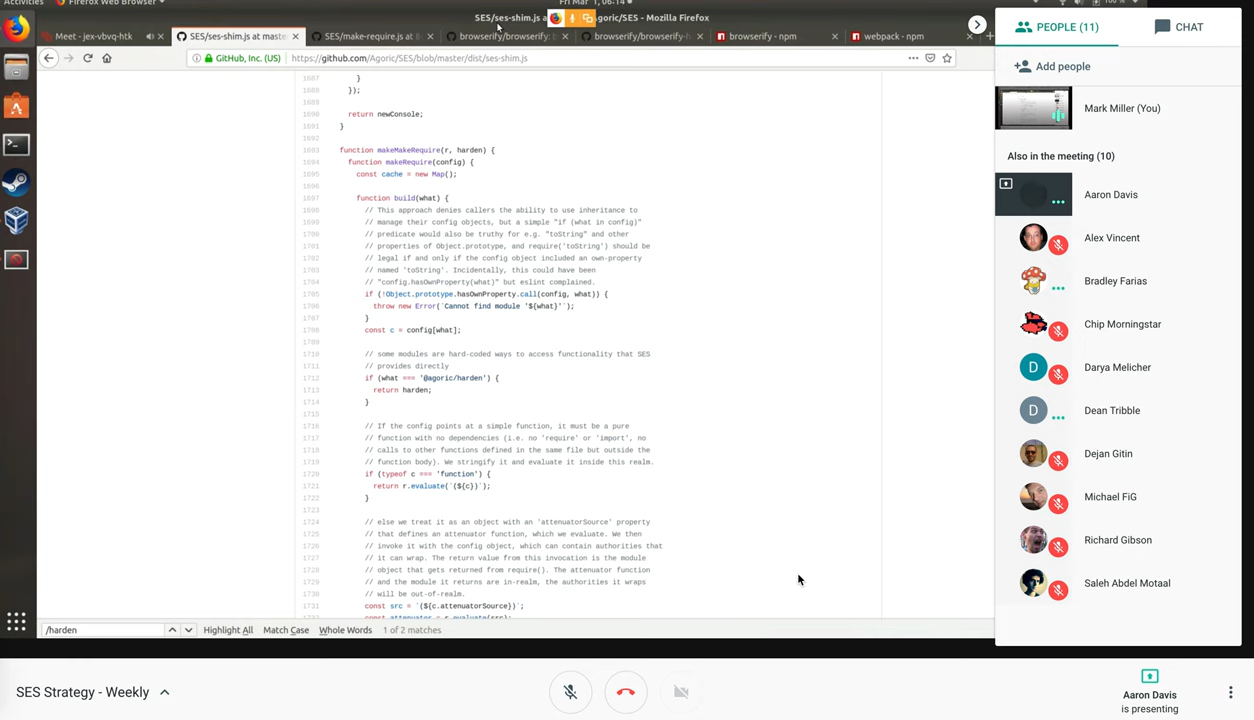 Activities
Firefox Web Browser
Fri Mar 1, 06:14
100 %
SES/ses-shim.js a
goric/SES - Mozilla Firefox
Meet - jex-vbvq-htk
SES/ses-shim.js at maste
SES/make-require.js at m
browserify/browserify: b
browserify/browserify-h
browserify - npm
webpack - npm
GitHub, Inc. (US)
https://github.com/Agoric/SES/blob/master/dist/ses-shim.js
1687 }
1688 });
1689
1690 return newConsole;
1691 }
1692
1693 function makeMakeRequire(r, harden) {
1694 function makeRequire(config) {
1695 const cache = new Map();
1696
1697 function build(what) {
1698 // This approach denies callers the ability to use inheritance to
1699 // manage their config objects, but a simple "if (what in config)"
1700 // predicate would also be truthy for e.g. "toString" and other
1701 // properties of Object.prototype, and require('toString') should be
1702 // legal if and only if the config object included an own-property
1703 // named 'toString'. Incidentally, this could have been
1704 // "config.hasOwnProperty(what)" but eslint complained.
1705 if (!Object.prototype.hasOwnProperty.call(config, what)) {
1706 throw new Error(`Cannot find module '${what}'`);
1707 }
1708 const c = config[what];
1709
1710 // some modules are hard-coded ways to access functionality that SES
1711 // provides directly
1712 if (what === '@agoric/harden') {
1713 return harden;
1714 }
1715
1716 // If the config points at a simple function, it must be a pure
1717 // function with no dependencies (i.e. no 'require' or 'import', no
1718 // calls to other functions defined in the same file but outside the
1719 // function body). We stringify it and evaluate it inside this realm.
1720 if (typeof c === 'function') {
1721 return r.evaluate(`(${c})`);
1722 }
1723
1724 // else we treat it as an object with an 'attenuatorSource' property
1725 // that defines an attenuator function, which we evaluate. We then
1726 // invoke it with the config object, which can contain authorities that
1727 // it can wrap. The return value from this invocation is the module
1728 // object that gets returned from require(). The attenuator function
1729 // and the module it returns are in-realm, the authorities it wraps
1730 // will be out-of-realm.
1731 const src = `(${c.attenuatorSource})`;
/harden
Highlight All
Match Case
Whole Words
1 of 2 matches
PEOPLE (11)
CHAT
Add people
Mark Miller (You)
Also in the meeting (10)
Aaron Davis
Alex Vincent
Bradley Farias
Chip Morningstar
D
Darya Melicher
D
Dean Tribble
Dejan Gitin
Michael FiG
Richard Gibson
Saleh Abdel Motaal
SES Strategy - Weekly
Aaron Davis
is presenting